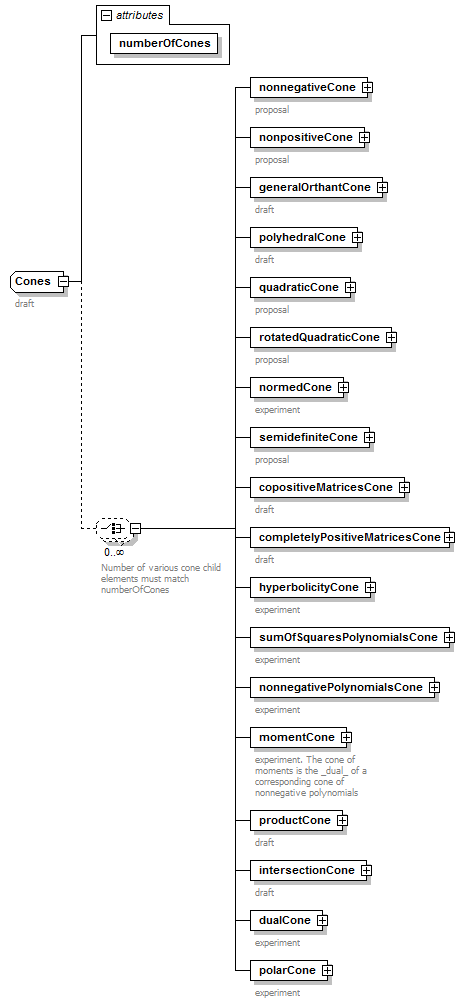 attributes
numberOfCones
nonnegativeCone
proposal
nonpositiveCone
proposal
generalOrthantCone
draft
polyhedralCone
draft
Cones
draft
quadraticCone
proposal
rotatedQuadraticCone
proposal
normedCone
experiment
semidefiniteCone
proposal
copositiveMatricesCone
draft
0..∞
Number of various cone child
elements must match
numberOfCones
completelyPositiveMatricesCone
draft
hyperbolicityCone
experiment
sumOfSquaresPolynomialsCone
experiment
nonnegativePolynomialsCone
experiment
momentCone
experiment. The cone of
moments is the _dual_ of a
corresponding cone of
nonnegative polynomials
productCone
draft
intersectionCone
draft
dualCone
experiment
polarCone
experiment